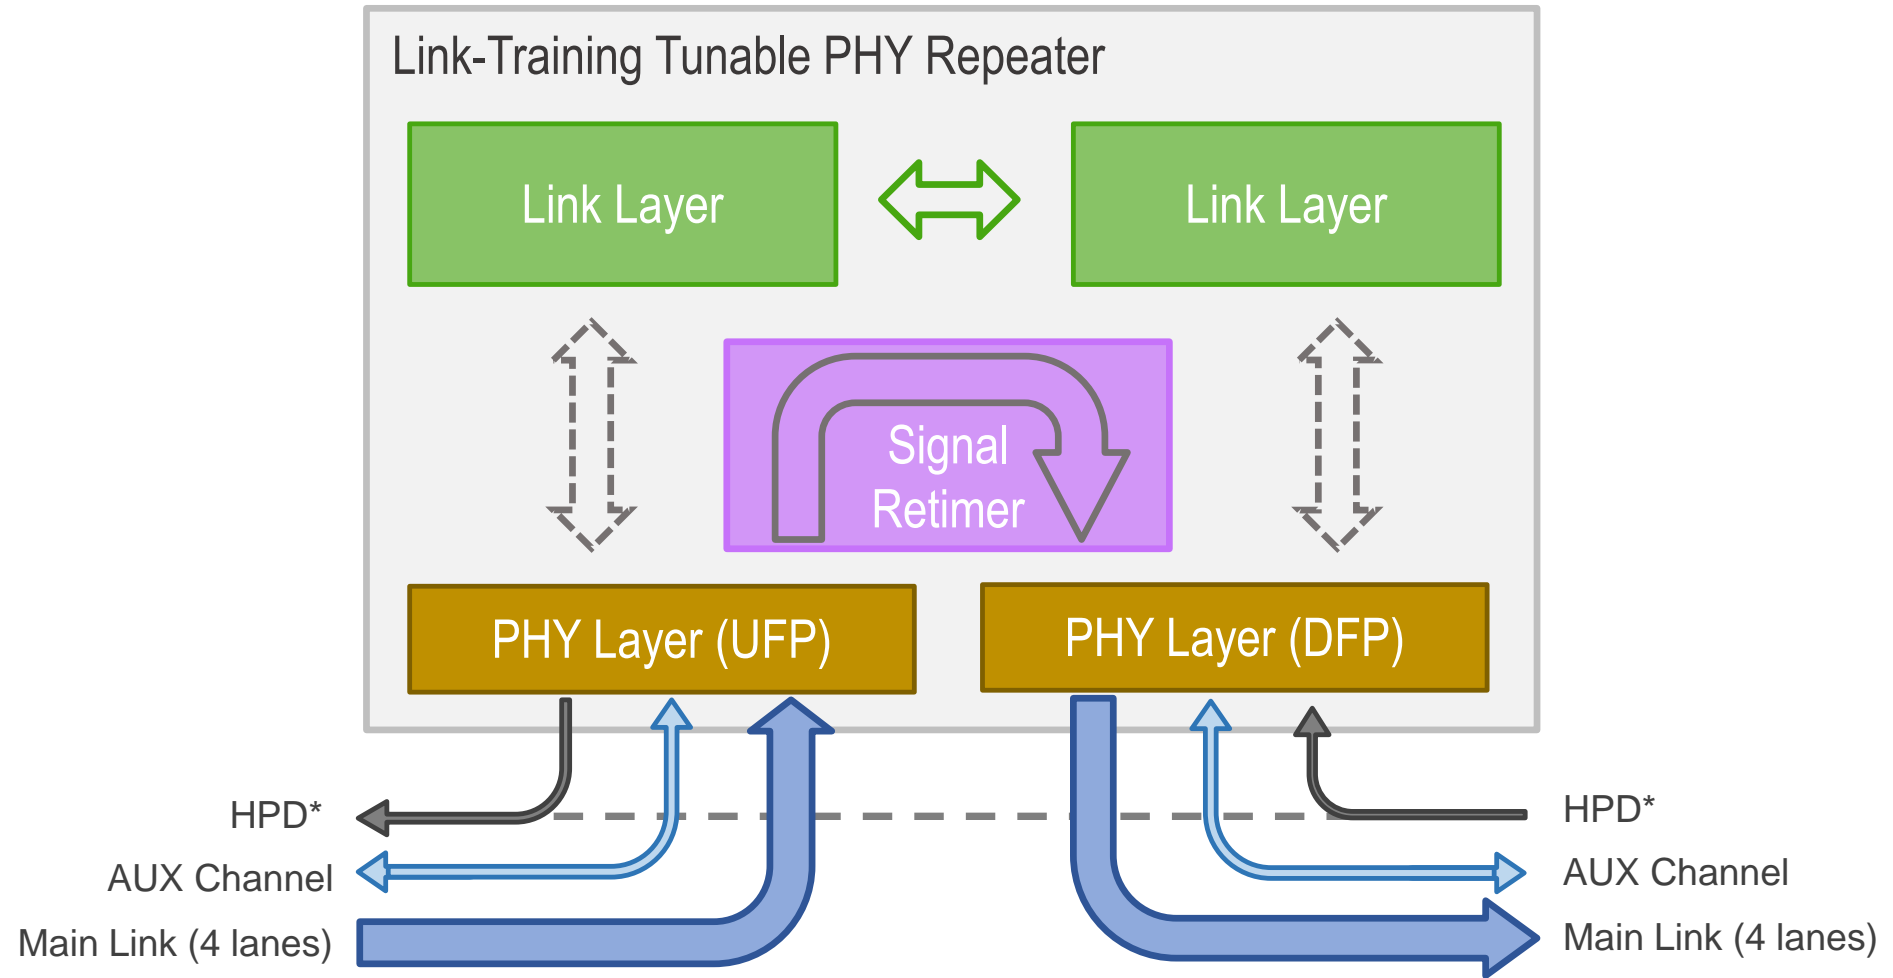 Link-Training Tunable PHY Repeater
Link Layer
Link Layer
Signal
Retimer
PHY Layer (UFP)
PHY Layer (DFP)
HPD*
AUX Channel
Main Link (4 lanes)
HPD*
AUX Channel
Main Link (4 lanes)